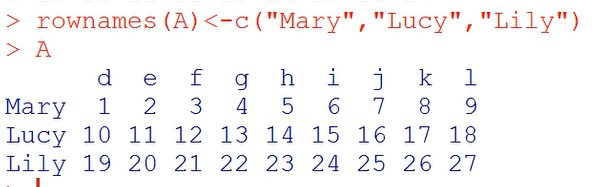 > rownames(A)<-c("Mary","Lucy","Lily")
> A
d e f g h i j k l
Mary 1 2 3 4 5 6 7 8 9
Lucy 10 11 12 13 14 15 16 17 18
Lily 19 20 21 22 23 24 25 26 27